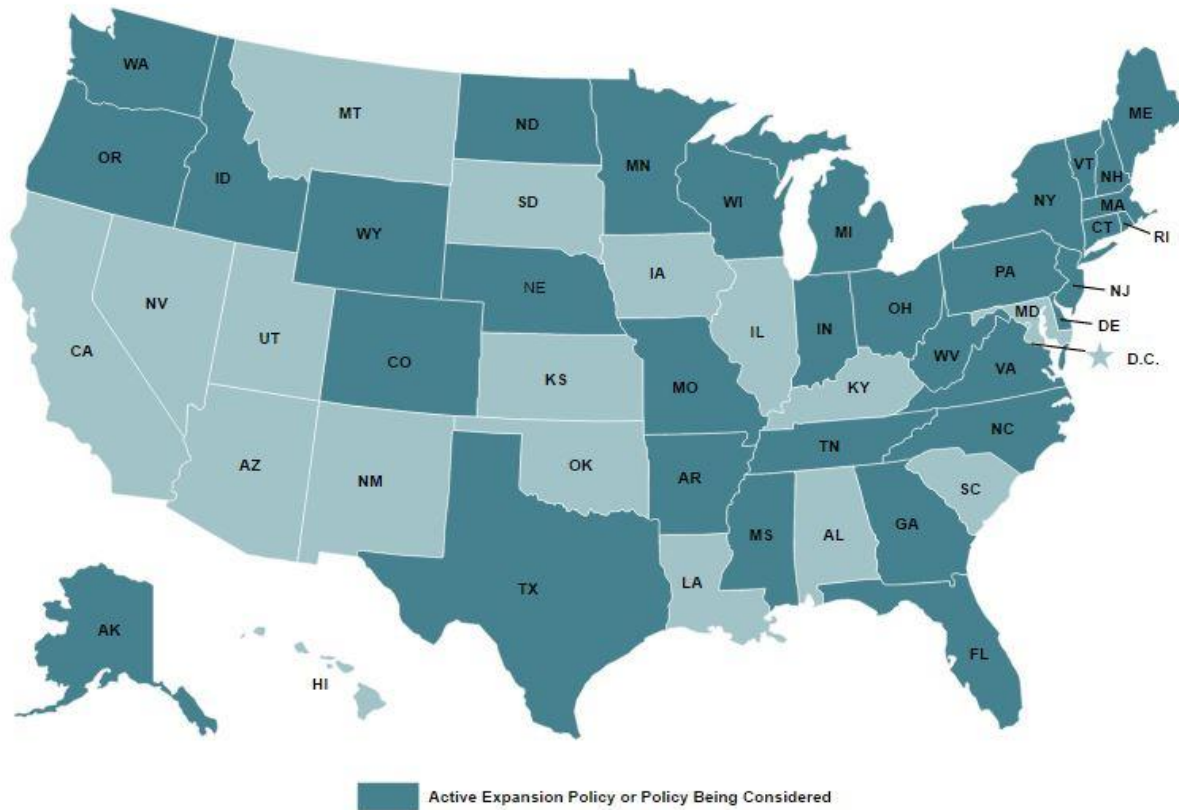 WA
MT
ND
MN
ME
OR
ID
SD
WI
VT
NH
NY
MA
WY
MI
CT
RI
IA
PA
NE
NJ
NV
OH
IL
IN
MD
DE
UT
D.C.
CA
CO
WV
KS
VA
MO
KY
NC
TN
AZ
OK
NM
AR
SC
MS
AL
GA
TX
LA
AK
FL
HI
Active Expansion Policy or Policy Being Considered